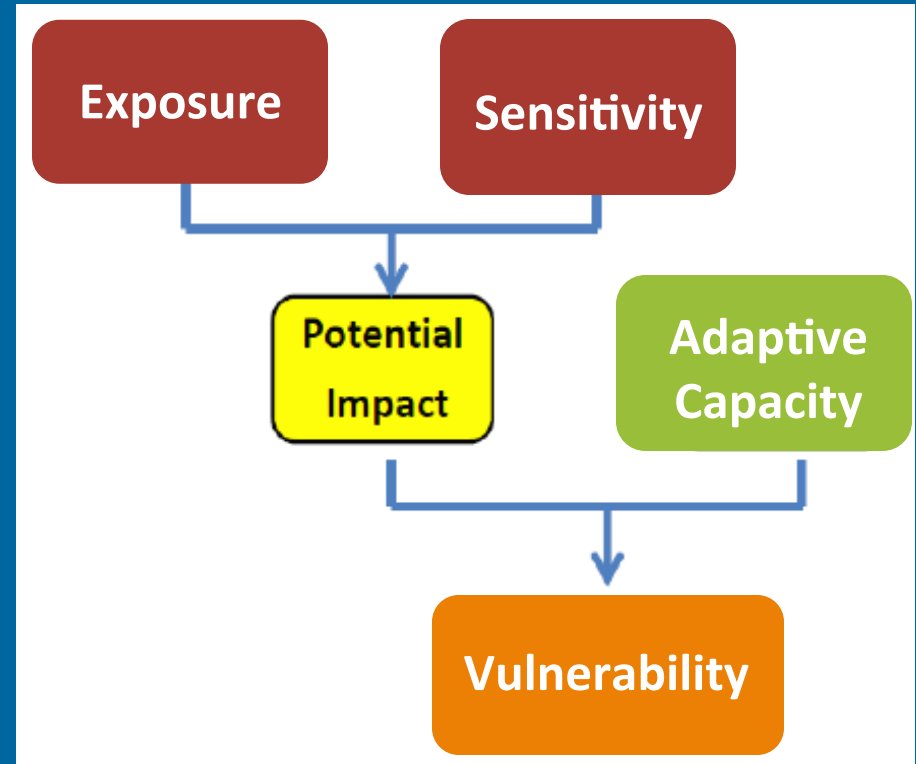 Exposure
Sensitivity
Potential
Impact
Adaptive
Capacity
Vulnerability